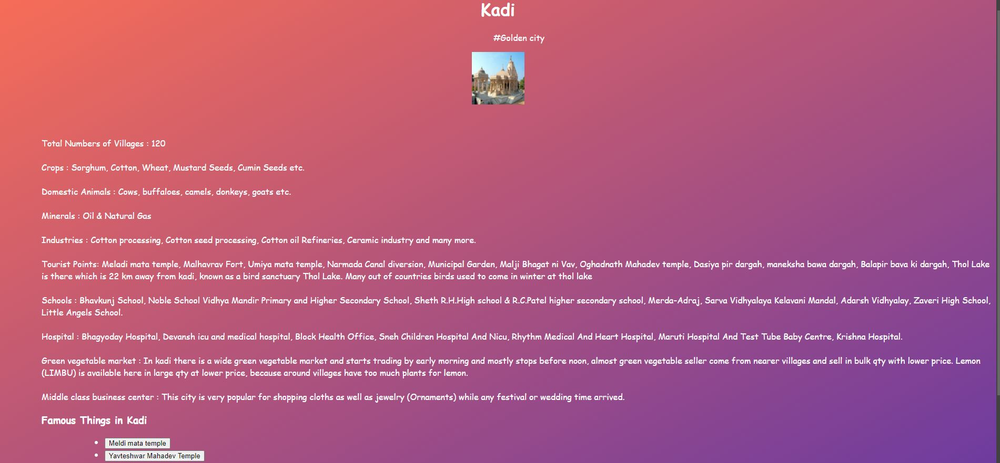 Kadi
#Golden city
Total Numbers of Villages : 120
Crops : Sorghum, Cotton, Wheat, Mustard Seeds, Cumin Seeds etc.
Domestic Animals : Cows, buffaloes, camels, donkeys, goats etc.
Minerals : Oil & Natural Gas
Industries : Cotton processing, Cotton seed processing, Cotton oil Refineries, Ceramic industry and many more.
Tourist Points: Meladi mata temple, Malhavrav Fort, Umiya mata temple, Narmada Canal diversion, Municipal Garden, Malji Bhagat ni Vav, Oghadnath Mahadev temple, Dasiya pir dargah, maneksha bawa dargah, Balapir bava ki dargah, Thol Lake
is there which is 22 km away from kadi, known as a bird sanctuary Thol Lake. Many out of countries birds used to come in winter at thol lake
Schools : Bhavkunj School, Noble School Vidhya Mandir Primary and Higher Secondary School, Sheth R.H.High school & R.C.Patel higher secondary school, Merda-Adraj, Sarva Vidhyalaya Kelavani Mandal, Adarsh Vidhyalay, Zaveri High School,
Little Angels School.
Hospital : Bhagyoday Hospital, Devansh icu and medical hospital, Block Health Office, Sneh Children Hospital And Nicu, Rhythm Medical And Heart Hospital, Maruti Hospital And Test Tube Baby Centre, Krishna Hospital.
Green vegetable market : In kadi there is a wide green vegetable market and starts trading by early morning and mostly stops before noon, almost green vegetable seller come from nearer villages and sell in bulk qty with lower price. Lemon
(LIMBU) is available here in large qty at lower price, because around villages have too much plants for lemon.
Middle class business center : This city is very popular for shopping cloths as well as jewelry (Ornaments) while any festival or wedding time arrived.
Famous Things in Kadi
Meldi mata temple
Yavteshwar Mahadev Temple